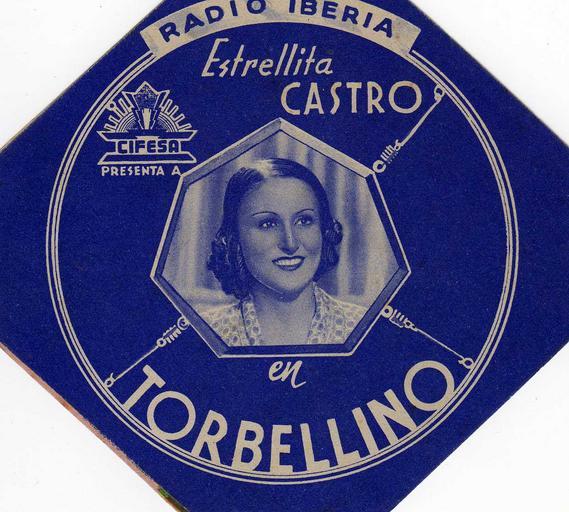 RADIO IBERIA
Estrellita
CASTRO
CIFESA
PRESENTA A
en
TORBELLINO